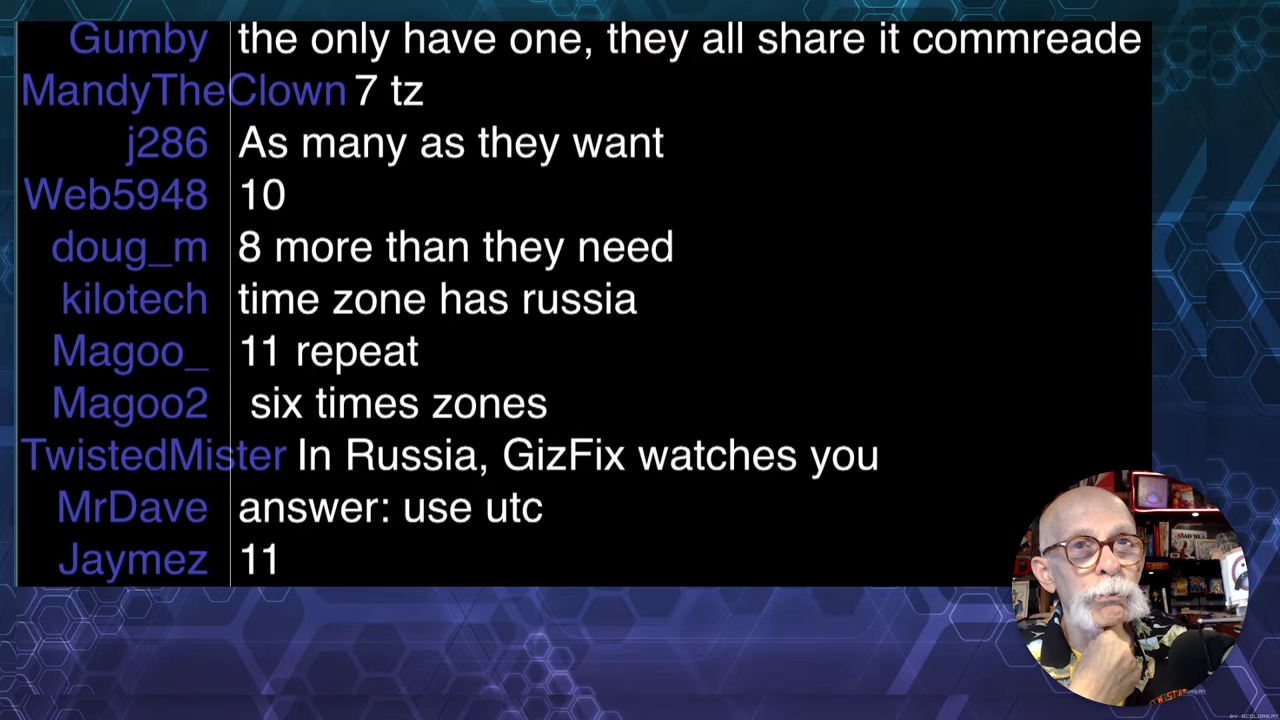 Gumby the only have one, they all share it commreade
MandyTheClown 7 tz
j286 As many as they want
Web5948 10
doug_m 8 more than they need
kilotech time zone has russia
Magoo_ 11 repeat
Magoo2 six times zones
TwistedMister In Russia, GizFix watches you
MrDave answer: use utc
Jaymez 11